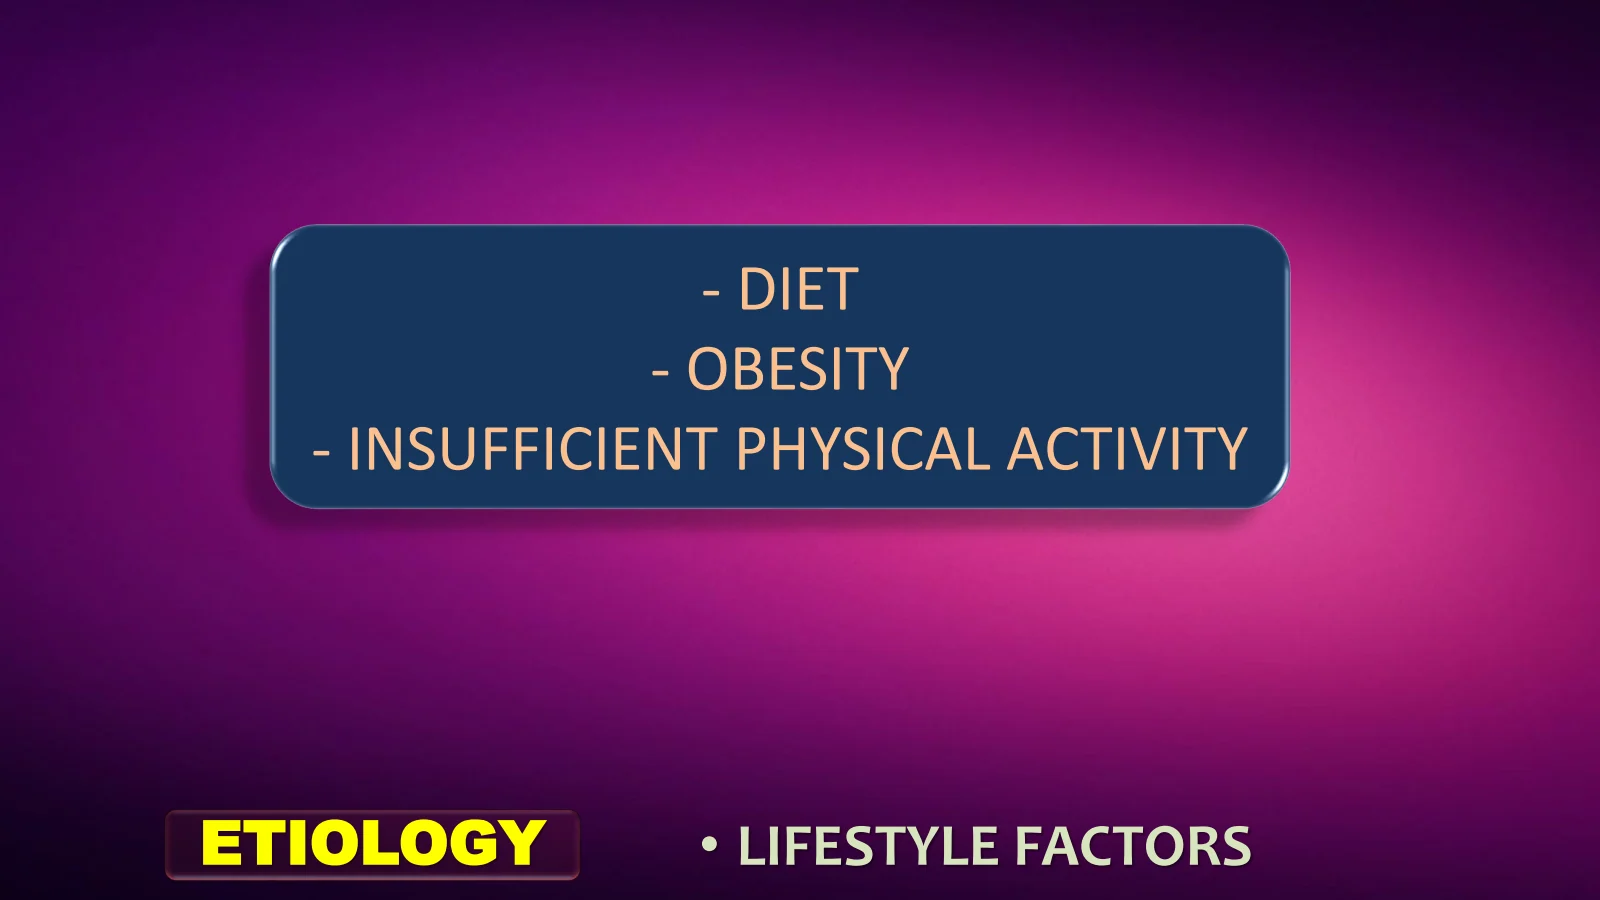 - DIET
- OBESITY
- INSUFFICIENT PHYSICAL ACTIVITY
ETIOLOGY
• LIFESTYLE FACTORS